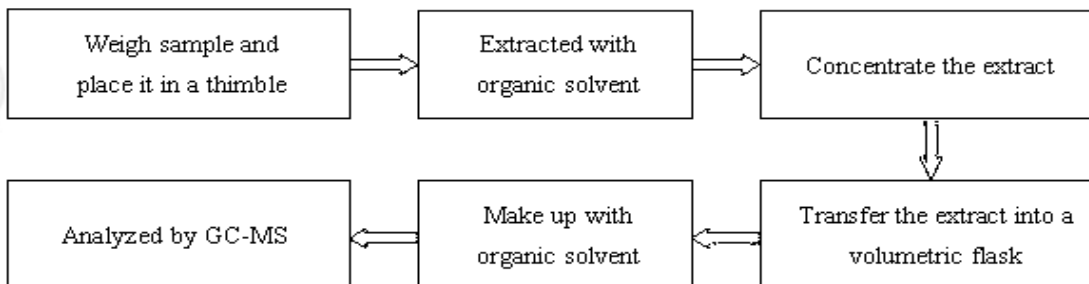 Weigh sample and
place it in a thimble
Extracted with
organic solvent
Concentrate the extract
Transfer the extract into a
volumetric flask
Make up with
organic solvent
Analyzed by GC-MS